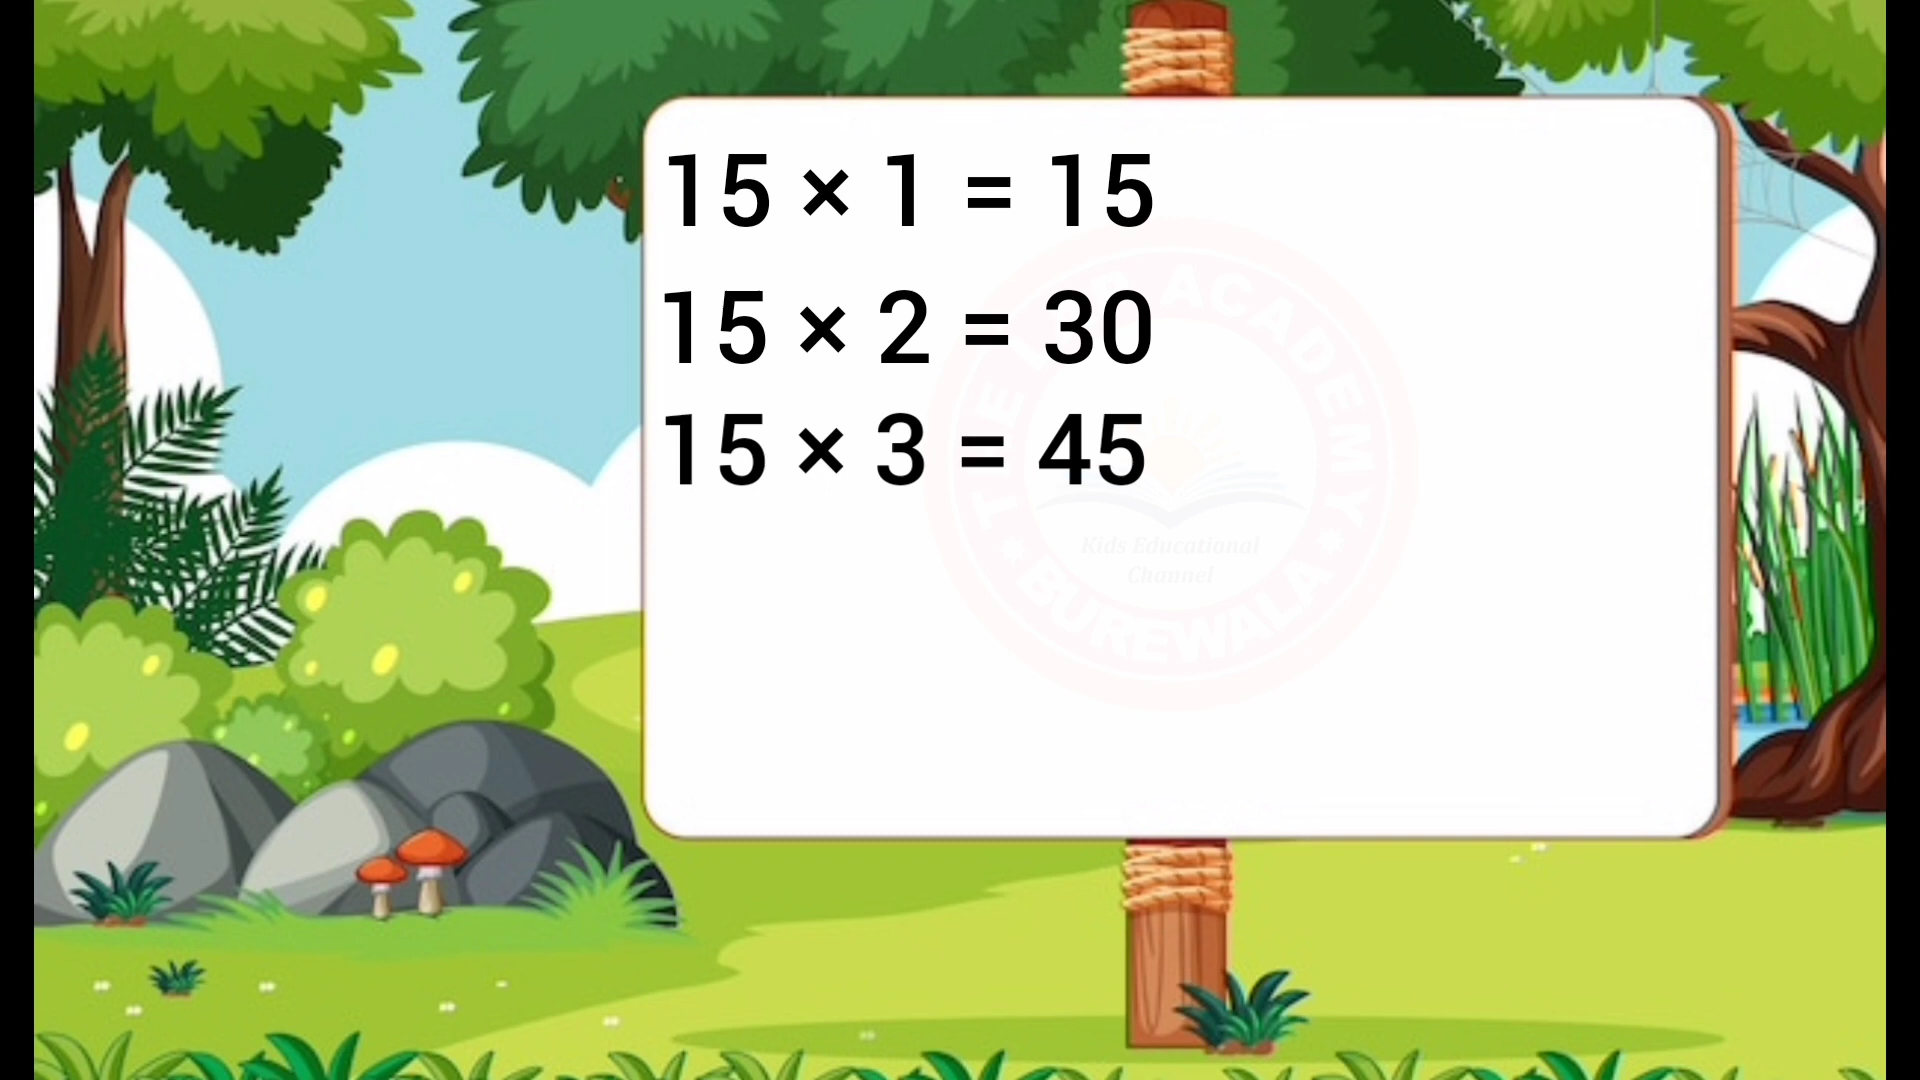 15 × 1 = 15
15 × 2 = 30
15 × 3 = 45
ACADEMY
Kids Educational
Channel
BUREWALA